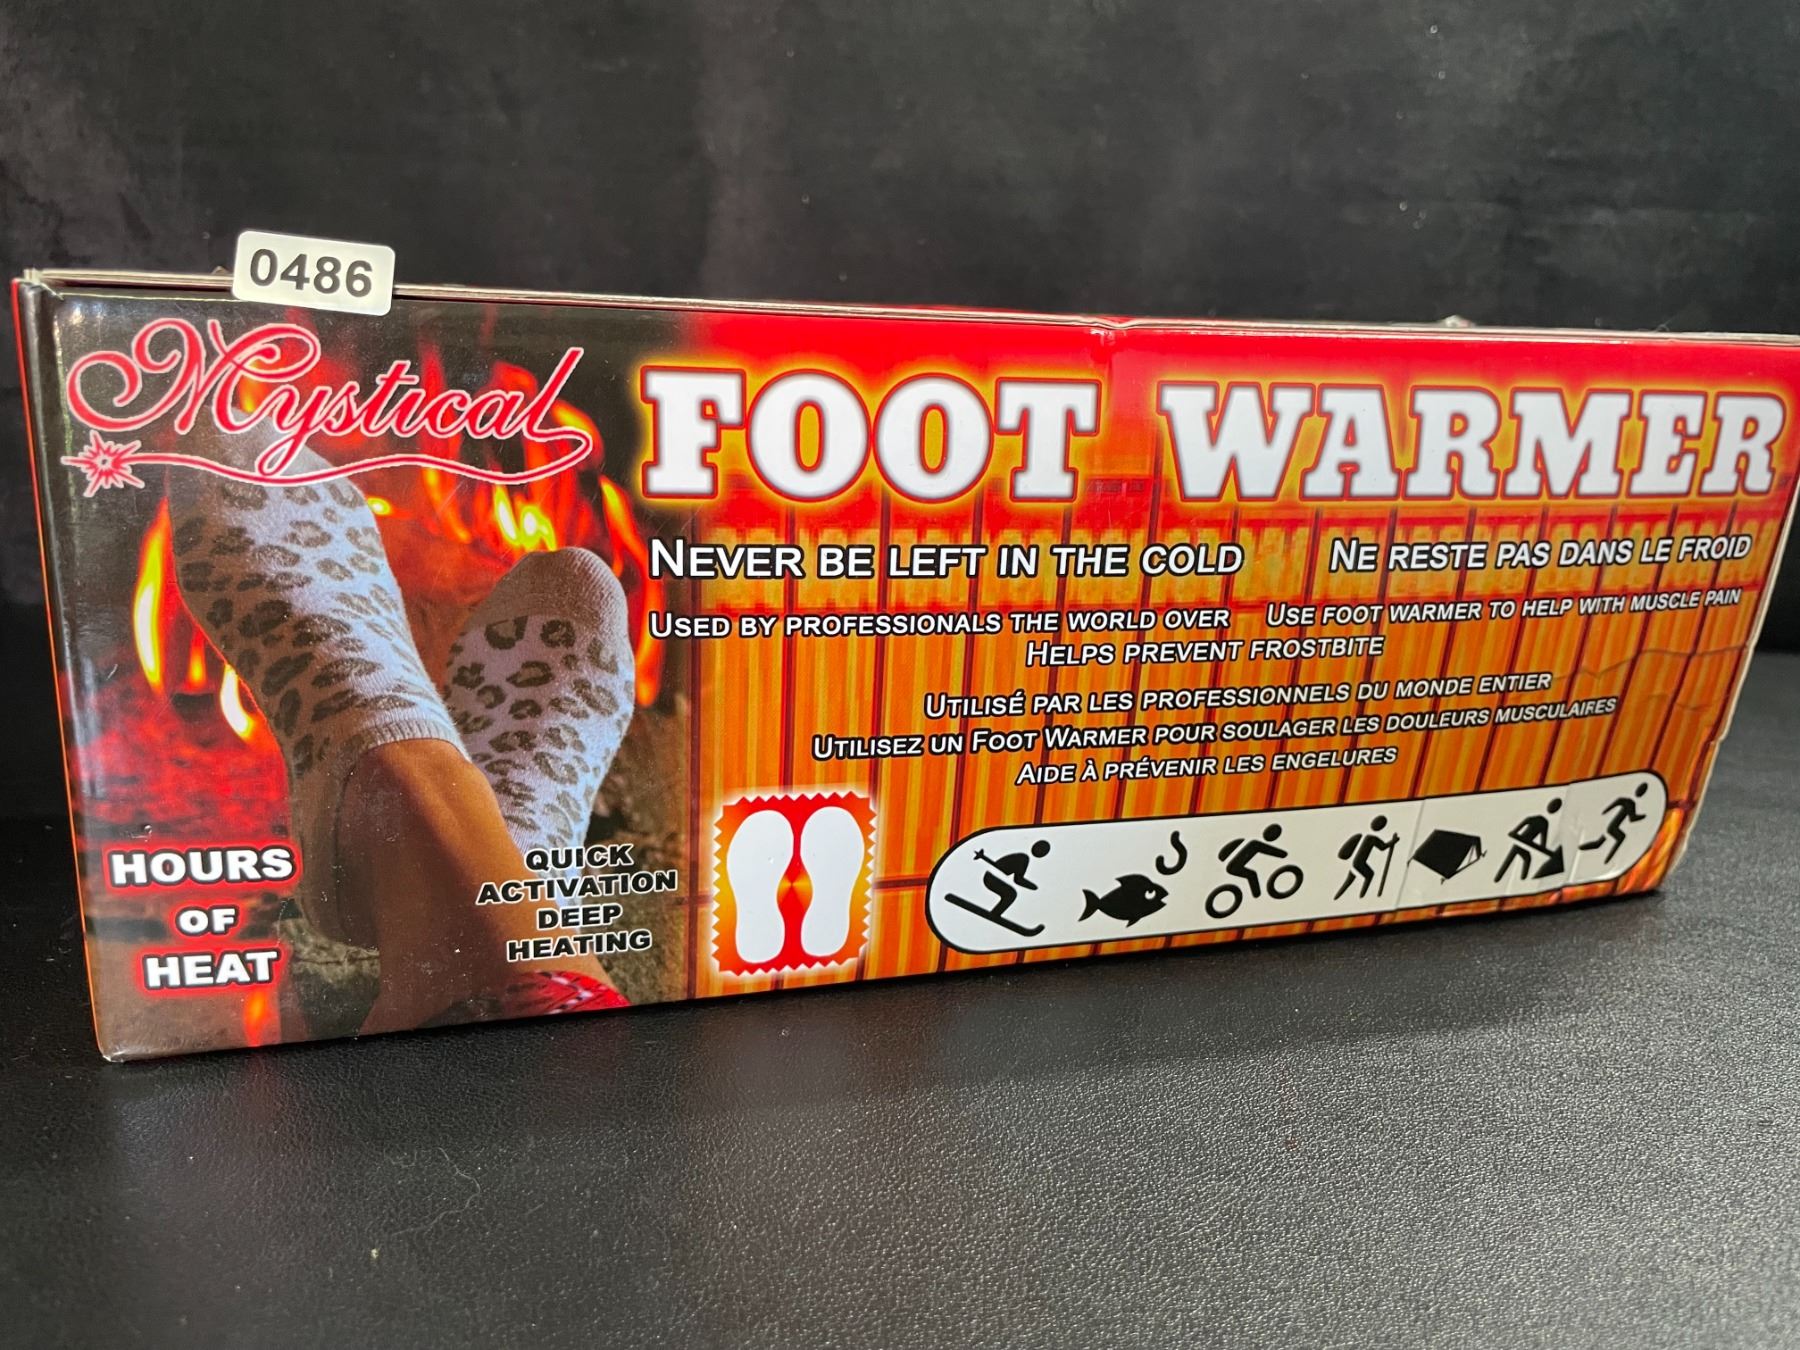 0486
Mystical
FOOT WARMER
NEVER BE LEFT IN THE COLD
NE RESTE PAS DANS LE FROID
USED BY PROFESSIONALS THE WORLD OVER
USE FOOT WARMER TO HELP WITH MUSCLE PAIN
HELPS PREVENT FROSTBITE
UTILISÉ PAR LES PROFESSIONNELS DU MONDE ENTIER
UTILISEZ UN FOOT WARMER POUR SOULAGER LES DOULEURS MUSCULAIRES
AIDE À PRÉVENIR LES ENGELURES
HOURS
OF
HEAT
QUICK
ACTIVATION
DEEP
HEATING